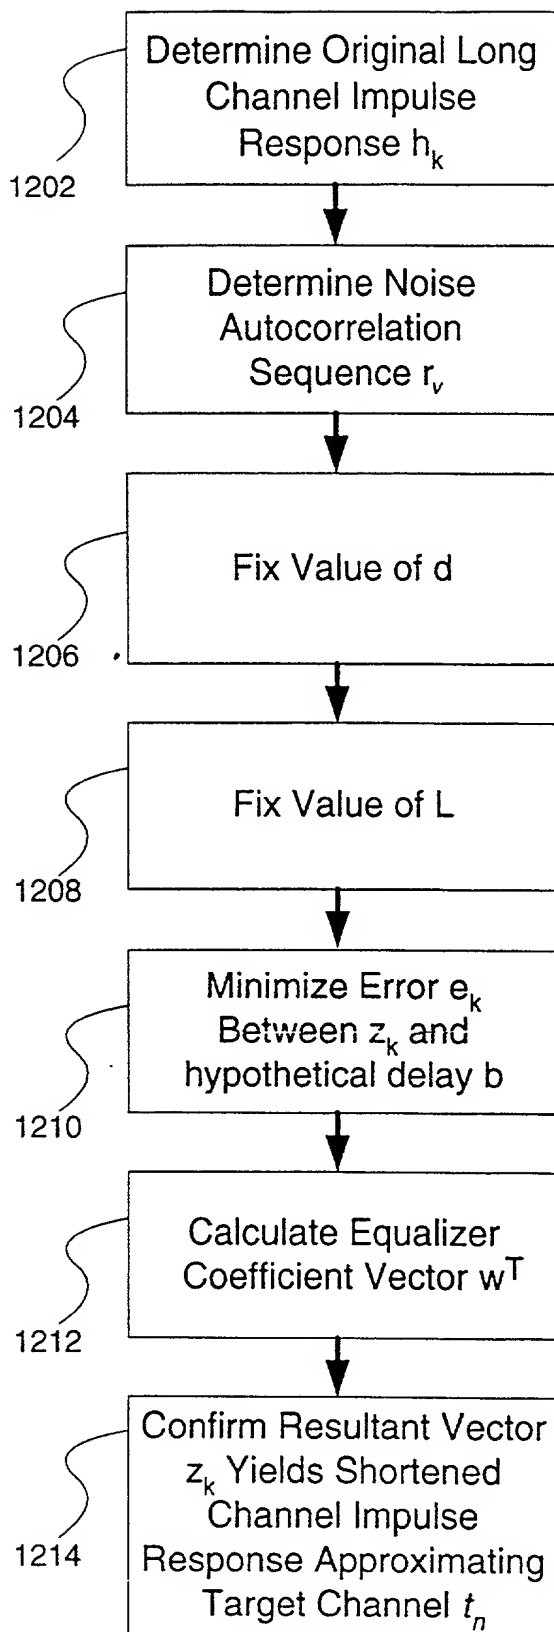 Determine Original Long
Channel Impulse
Response h_k
1202
Determine Noise
Autocorrelation
Sequence r_v
1204
Fix Value of d
1206
Fix Value of L
1208
Minimize Error e_k
Between z_k and
hypothetical delay b
1210
Calculate Equalizer
Coefficient Vector w^T
1212
Confirm Resultant Vector
z_k Yields Shortened
Channel Impulse
Response Approximating
Target Channel t_n
1214